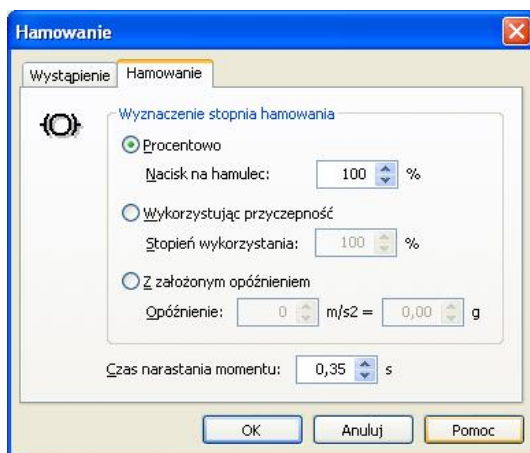 Hamowanie
Wystąpienie Hamowanie
Wyznaczenie stopnia hamowania
Procentowo
Nacisk na hamulec: 100 %
Wykorzystując przyczepność
Stopień wykorzystania: 100 %
Z założonym opóźnieniem
Opóźnienie: 0 m/s2 = 0,00 g
Czas narastania momentu: 0,35 s
OK Anuluj Pomoc